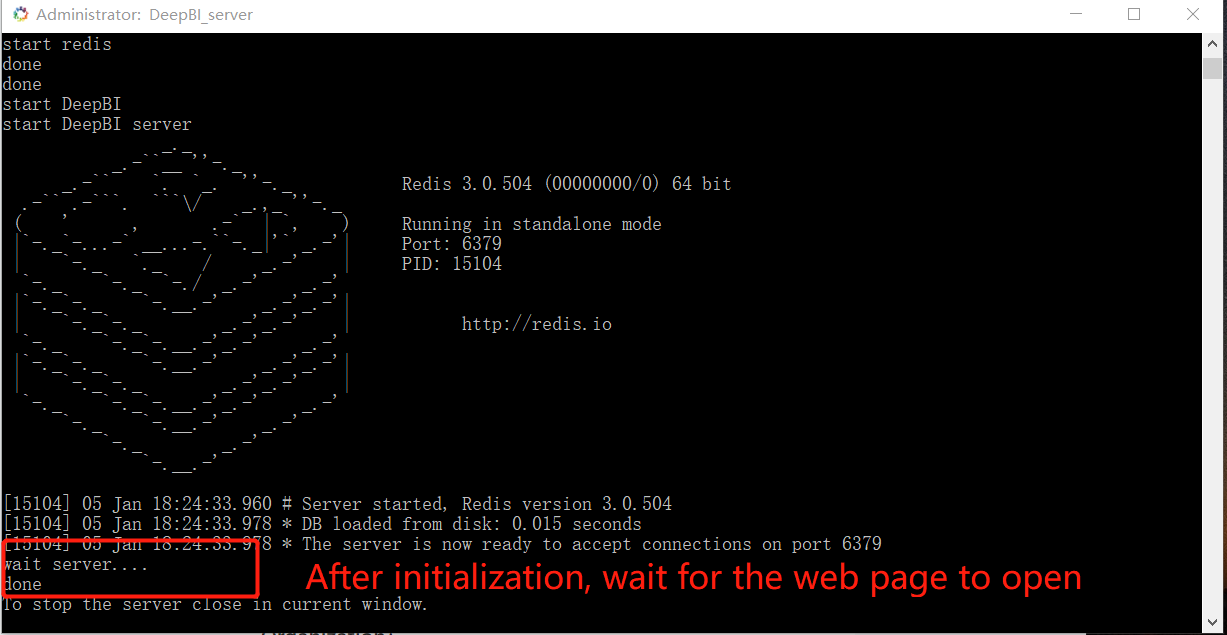 Administrator: DeepBI_server
start redis
done
done
start DeepBI
start DeepBI server
Redis 3.0.504 (00000000/0) 64 bit
Running in standalone mode
Port: 6379
PID: 15104
http://redis.io
[15104] 05 Jan 18:24:33.960 # Server started, Redis version 3.0.504
[15104] 05 Jan 18:24:33.978 * DB loaded from disk: 0.015 seconds
[15104] 05 Jan 18:24:33.978 * The server is now ready to accept connections on port 6379
wait server....
done
After initialization, wait for the web page to open
To stop the server close in current window.